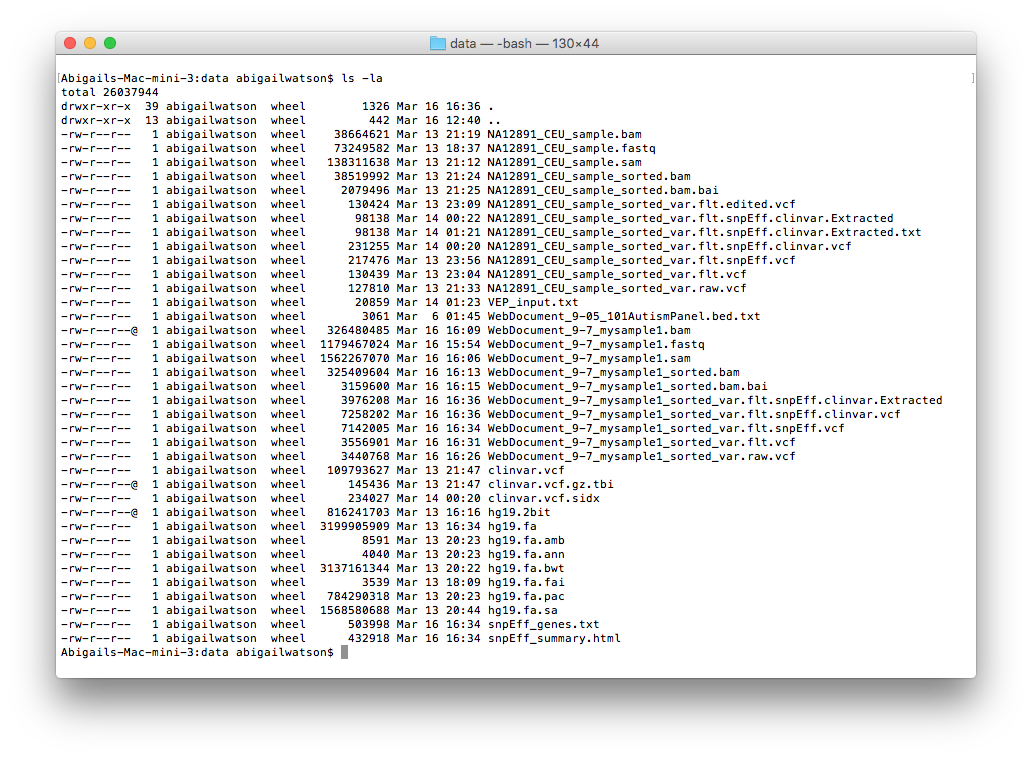 data — -bash — 130×44
Abigails-Mac-mini-3:data abigailwatson$ ls -la
total 26037944
drwxr-xr-x  39 abigailwatson  wheel        1326 Mar 16 16:36 .
drwxr-xr-x  13 abigailwatson  wheel         442 Mar 16 12:40 ..
-rw-r--r--   1 abigailwatson  wheel    38664621 Mar 13 21:19 NA12891_CEU_sample.bam
-rw-r--r--   1 abigailwatson  wheel    73249582 Mar 13 18:37 NA12891_CEU_sample.fastq
-rw-r--r--   1 abigailwatson  wheel   138311638 Mar 13 21:12 NA12891_CEU_sample.sam
-rw-r--r--   1 abigailwatson  wheel    38519992 Mar 13 21:24 NA12891_CEU_sample_sorted.bam
-rw-r--r--   1 abigailwatson  wheel     2079496 Mar 13 21:25 NA12891_CEU_sample_sorted.bam.bai
-rw-r--r--   1 abigailwatson  wheel      130424 Mar 13 23:09 NA12891_CEU_sample_sorted_var.flt.edited.vcf
-rw-r--r--   1 abigailwatson  wheel       98138 Mar 14 00:22 NA12891_CEU_sample_sorted_var.flt.snpEff.clinvar.Extracted
-rw-r--r--   1 abigailwatson  wheel       98138 Mar 14 01:21 NA12891_CEU_sample_sorted_var.flt.snpEff.clinvar.Extracted.txt
-rw-r--r--   1 abigailwatson  wheel      231255 Mar 14 00:20 NA12891_CEU_sample_sorted_var.flt.snpEff.clinvar.vcf
-rw-r--r--   1 abigailwatson  wheel      217476 Mar 13 23:56 NA12891_CEU_sample_sorted_var.flt.snpEff.vcf
-rw-r--r--   1 abigailwatson  wheel      130439 Mar 13 23:04 NA12891_CEU_sample_sorted_var.flt.vcf
-rw-r--r--   1 abigailwatson  wheel      127810 Mar 13 21:33 NA12891_CEU_sample_sorted_var.raw.vcf
-rw-r--r--   1 abigailwatson  wheel       20859 Mar 14 01:23 VEP_input.txt
-rw-r--r--   1 abigailwatson  wheel        3061 Mar  6 01:45 WebDocument_9-05_101AutismPanel.bed.txt
-rw-r--r--@  1 abigailwatson  wheel   326480485 Mar 16 16:09 WebDocument_9-7_mysample1.bam
-rw-r--r--   1 abigailwatson  wheel  1179467024 Mar 16 15:54 WebDocument_9-7_mysample1.fastq
-rw-r--r--   1 abigailwatson  wheel  1562267070 Mar 16 16:06 WebDocument_9-7_mysample1.sam
-rw-r--r--   1 abigailwatson  wheel   325409604 Mar 16 16:13 WebDocument_9-7_mysample1_sorted.bam
-rw-r--r--   1 abigailwatson  wheel     3159600 Mar 16 16:15 WebDocument_9-7_mysample1_sorted.bam.bai
-rw-r--r--   1 abigailwatson  wheel     3976208 Mar 16 16:36 WebDocument_9-7_mysample1_sorted_var.flt.snpEff.clinvar.Extracted
-rw-r--r--   1 abigailwatson  wheel     7258202 Mar 16 16:36 WebDocument_9-7_mysample1_sorted_var.flt.snpEff.clinvar.vcf
-rw-r--r--   1 abigailwatson  wheel     7142005 Mar 16 16:34 WebDocument_9-7_mysample1_sorted_var.flt.snpEff.vcf
-rw-r--r--   1 abigailwatson  wheel     3556901 Mar 16 16:31 WebDocument_9-7_mysample1_sorted_var.flt.vcf
-rw-r--r--   1 abigailwatson  wheel     3440768 Mar 16 16:26 WebDocument_9-7_mysample1_sorted_var.raw.vcf
-rw-r--r--   1 abigailwatson  wheel   109793627 Mar 13 21:47 clinvar.vcf
-rw-r--r--@  1 abigailwatson  wheel      145436 Mar 13 21:47 clinvar.vcf.gz.tbi
-rw-r--r--   1 abigailwatson  wheel      234027 Mar 14 00:20 clinvar.vcf.sidx
-rw-r--r--@  1 abigailwatson  wheel   816241703 Mar 13 16:16 hg19.2bit
-rw-r--r--   1 abigailwatson  wheel  3199905909 Mar 13 16:34 hg19.fa
-rw-r--r--   1 abigailwatson  wheel        8591 Mar 13 20:23 hg19.fa.amb
-rw-r--r--   1 abigailwatson  wheel        4040 Mar 13 20:23 hg19.fa.ann
-rw-r--r--   1 abigailwatson  wheel  3137161344 Mar 13 20:22 hg19.fa.bwt
-rw-r--r--   1 abigailwatson  wheel        3539 Mar 13 18:09 hg19.fa.fai
-rw-r--r--   1 abigailwatson  wheel   784290318 Mar 13 20:23 hg19.fa.pac
-rw-r--r--   1 abigailwatson  wheel  1568580688 Mar 13 20:44 hg19.fa.sa
-rw-r--r--   1 abigailwatson  wheel      503998 Mar 16 16:34 snpEff_genes.txt
-rw-r--r--   1 abigailwatson  wheel      432918 Mar 16 16:34 snpEff_summary.html
Abigails-Mac-mini-3:data abigailwatson$